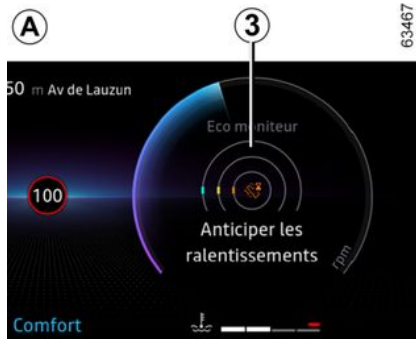 A
3
63467
50 m Av de Lauzun
Eco moniteur
100
Anticiper les
ralentissements
rpm
Comfort